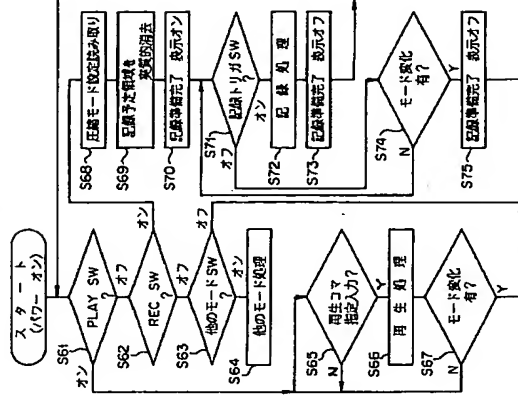 スタート
(パワーオン)
S61
PLAY SW
?
オン
オフ
S62
REC SW
?
オン
オフ
S63
他のモードSW
?
オフ
オン
S64
他のモード処理
S65
再生コマ
指定入力?
N
Y
S66
再生処理
S67
モード変化
有?
N
Y
S68
圧縮モード設定読み取り
S69
記録予定領域を
実質的消去
S70
記録準備完了 表示オン
S71
記録トリガSW
?
オフ
オン
S72
記録処理
S73
記録準備完了 表示オフ
S74
モード変化
有?
N
Y
S75
記録準備完了 表示オフ